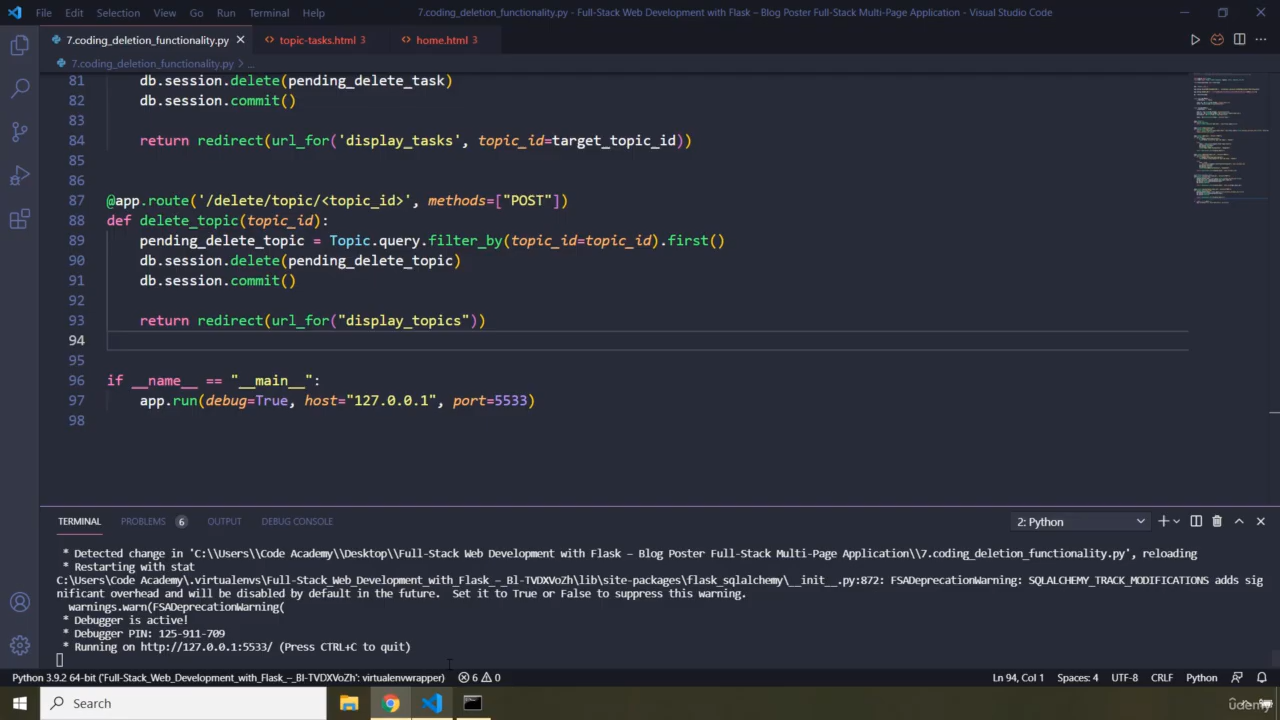 File Edit Selection View Go Run Terminal Help 7.coding_deletion_functionality.py - Full-Stack Web Development with Flask – Blog Poster Full-Stack Multi-Page Application - Visual Studio Code
7.coding_deletion_functionality.py topic-tasks.html 3 home.html 3
7.coding_deletion_functionality.py > ...
81 db.session.delete(pending_delete_task)
82 db.session.commit()
83
84 return redirect(url_for('display_tasks', topic_id=target_topic_id))
85
86
87 @app.route('/delete/topic/<topic_id>', methods=["POST"])
88 def delete_topic(topic_id):
89 pending_delete_topic = Topic.query.filter_by(topic_id=topic_id).first()
90 db.session.delete(pending_delete_topic)
91 db.session.commit()
92
93 return redirect(url_for("display_topics"))
94
95
96 if __name__ == "__main__":
97 app.run(debug=True, host="127.0.0.1", port=5533)
98
TERMINAL PROBLEMS 6 OUTPUT DEBUG CONSOLE 2: Python
* Detected change in 'C:\\Users\\Code Academy\\Desktop\\Full-Stack Web Development with Flask – Blog Poster Full-Stack Multi-Page Application\\7.coding_deletion_functionality.py', reloading
* Restarting with stat
C:\Users\Code Academy\.virtualenvs\Full-Stack_Web_Development_with_Flask_–_Bl-TVDXVoZh\lib\site-packages\flask_sqlalchemy\__init__.py:872: FSADeprecationWarning: SQLALCHEMY_TRACK_MODIFICATIONS adds sig
nificant overhead and will be disabled by default in the future. Set it to True or False to suppress this warning.
warnings.warn(FSADeprecationWarning(
* Debugger is active!
* Debugger PIN: 125-911-709
* Running on http://127.0.0.1:5533/ (Press CTRL+C to quit)
Python 3.9.2 64-bit ('Full-Stack_Web_Development_with_Flask_–_Bl-TVDXVoZh': virtualenvwrapper) 6 0 Ln 94, Col 1 Spaces: 4 UTF-8 CRLF Python
Search
udemy